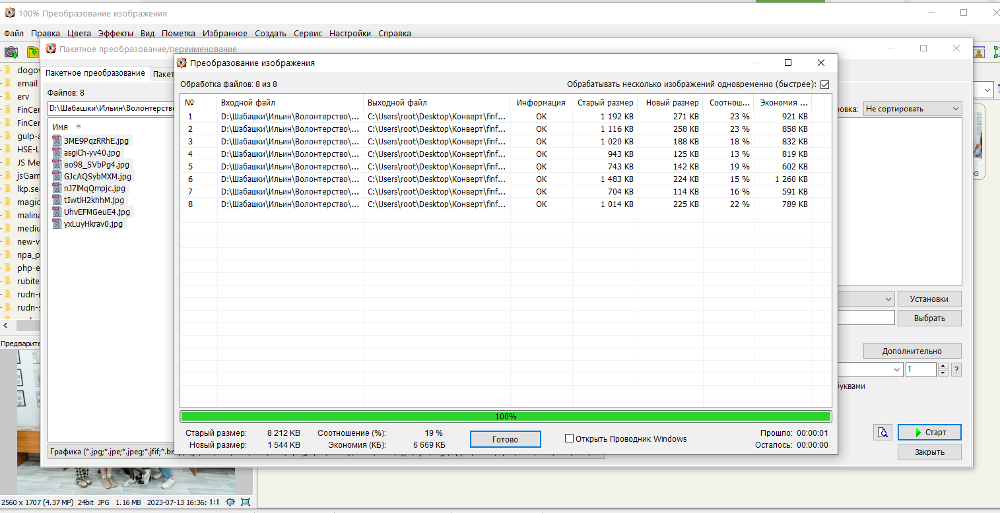 100% Преобразование изображения
Файл Правка Цвета Эффекты Вид Пометка Избранное Создать Сервис Настройки Справка
Пакетное преобразование/переименование
Пакетное преобразование
Файлов: 8
D:\Шабашки\Ильин\Волонтерство
Имя
3ME9PqzRRhE.jpg
asgiCh-yv40.jpg
eo98_SVbPg4.jpg
GJcAQSybMXM.jpg
nJ7lMqQmpjc.jpg
tIwtlH2khhM.jpg
UhvEFMGeuE4.jpg
yxLuyHkrav0.jpg
email
erv
FinCer
FinCer
HSE-L
JS Me
jsGam
magic
malina
mediu
new-v
npa_p
php-e
rubite
rudn-r
rudn-s
Преобразование изображения
Обработка файлов: 8 из 8
Обрабатывать несколько изображений одновременно (быстрее):
№ Входной файл Выходной файл Информация Старый размер Новый размер Соотнош... Экономия ...
1 D:\Шабашки\Ильин\Волонтерство\... C:\Users\root\Desktop\Конверт\finf... OK 1 192 KB 271 KB 23 % 921 KB
2 D:\Шабашки\Ильин\Волонтерство\... C:\Users\root\Desktop\Конверт\finf... OK 1 116 KB 258 KB 23 % 858 KB
3 D:\Шабашки\Ильин\Волонтерство\... C:\Users\root\Desktop\Конверт\finf... OK 1 020 KB 188 KB 18 % 832 KB
4 D:\Шабашки\Ильин\Волонтерство\... C:\Users\root\Desktop\Конверт\finf... OK 943 KB 125 KB 13 % 819 KB
5 D:\Шабашки\Ильин\Волонтерство\... C:\Users\root\Desktop\Конверт\finf... OK 743 KB 142 KB 19 % 602 KB
6 D:\Шабашки\Ильин\Волонтерство\... C:\Users\root\Desktop\Конверт\finf... OK 1 483 KB 224 KB 15 % 1 260 KB
7 D:\Шабашки\Ильин\Волонтерство\... C:\Users\root\Desktop\Конверт\finf... OK 704 KB 114 KB 16 % 591 KB
8 D:\Шабашки\Ильин\Волонтерство\... C:\Users\root\Desktop\Конверт\finf... OK 1 014 KB 225 KB 22 % 789 KB
100%
Старый размер: 8 212 KB Соотношение (%): 19 %
Новый размер: 1 544 KB Экономия (КБ): 6 669 КБ
Готово
Открыть Проводник Windows
Прошло: 00:00:01
Осталось: 00:00:00
Не сортировать
Установки
Выбрать
Дополнительно
1
?
буквами
Старт
Закрыть
Графика (*.jpg;*.jpe;*.jpeg;*.jfif;*.br
Предварите
2560 x 1707 (4.37 MP) 24bit JPG 1.16 MB 2023-07-13 16:36: 1:1